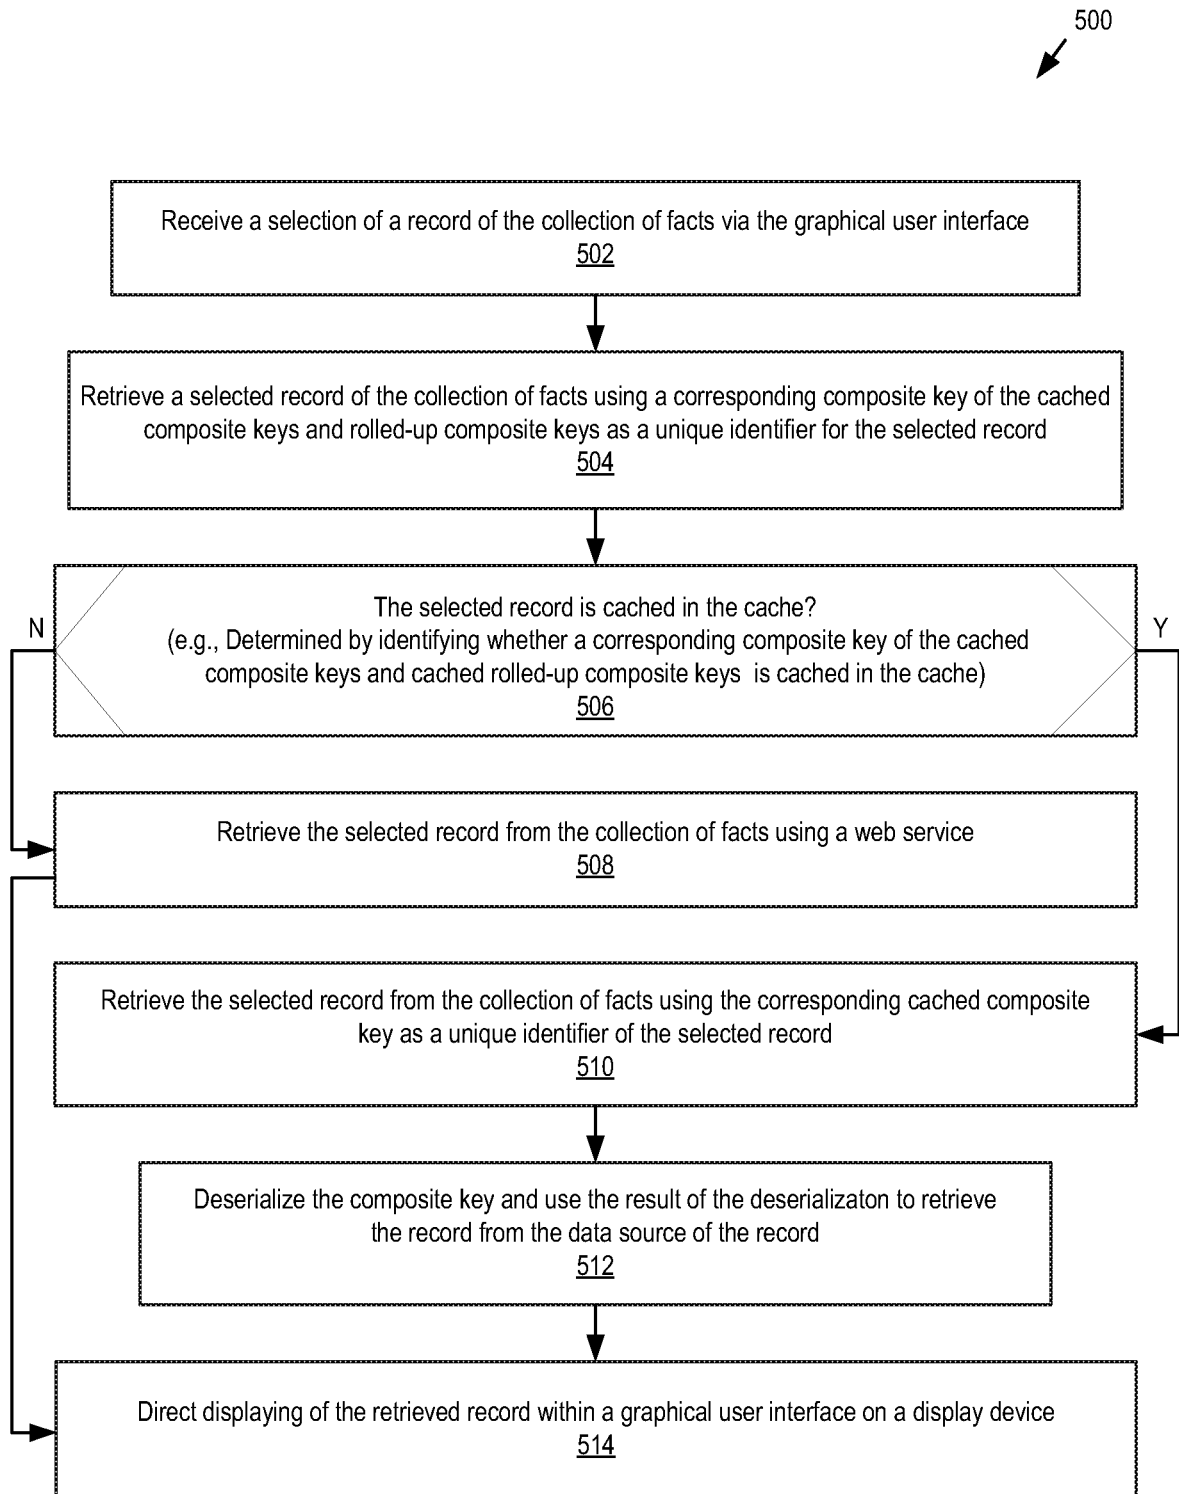 500
Receive a selection of a record of the collection of facts via the graphical user interface
502
Retrieve a selected record of the collection of facts using a corresponding composite key of the cached
composite keys and rolled-up composite keys as a unique identifier for the selected record
504
The selected record is cached in the cache?
N
Y
(e.g., Determined by identifying whether a corresponding composite key of the cached
composite keys and cached rolled-up composite keys is cached in the cache)
506
Retrieve the selected record from the collection of facts using a web service
508
Retrieve the selected record from the collection of facts using the corresponding cached composite
key as a unique identifier of the selected record
510
Deserialize the composite key and use the result of the deserializaton to retrieve
the record from the data source of the record
512
Direct displaying of the retrieved record within a graphical user interface on a display device
514